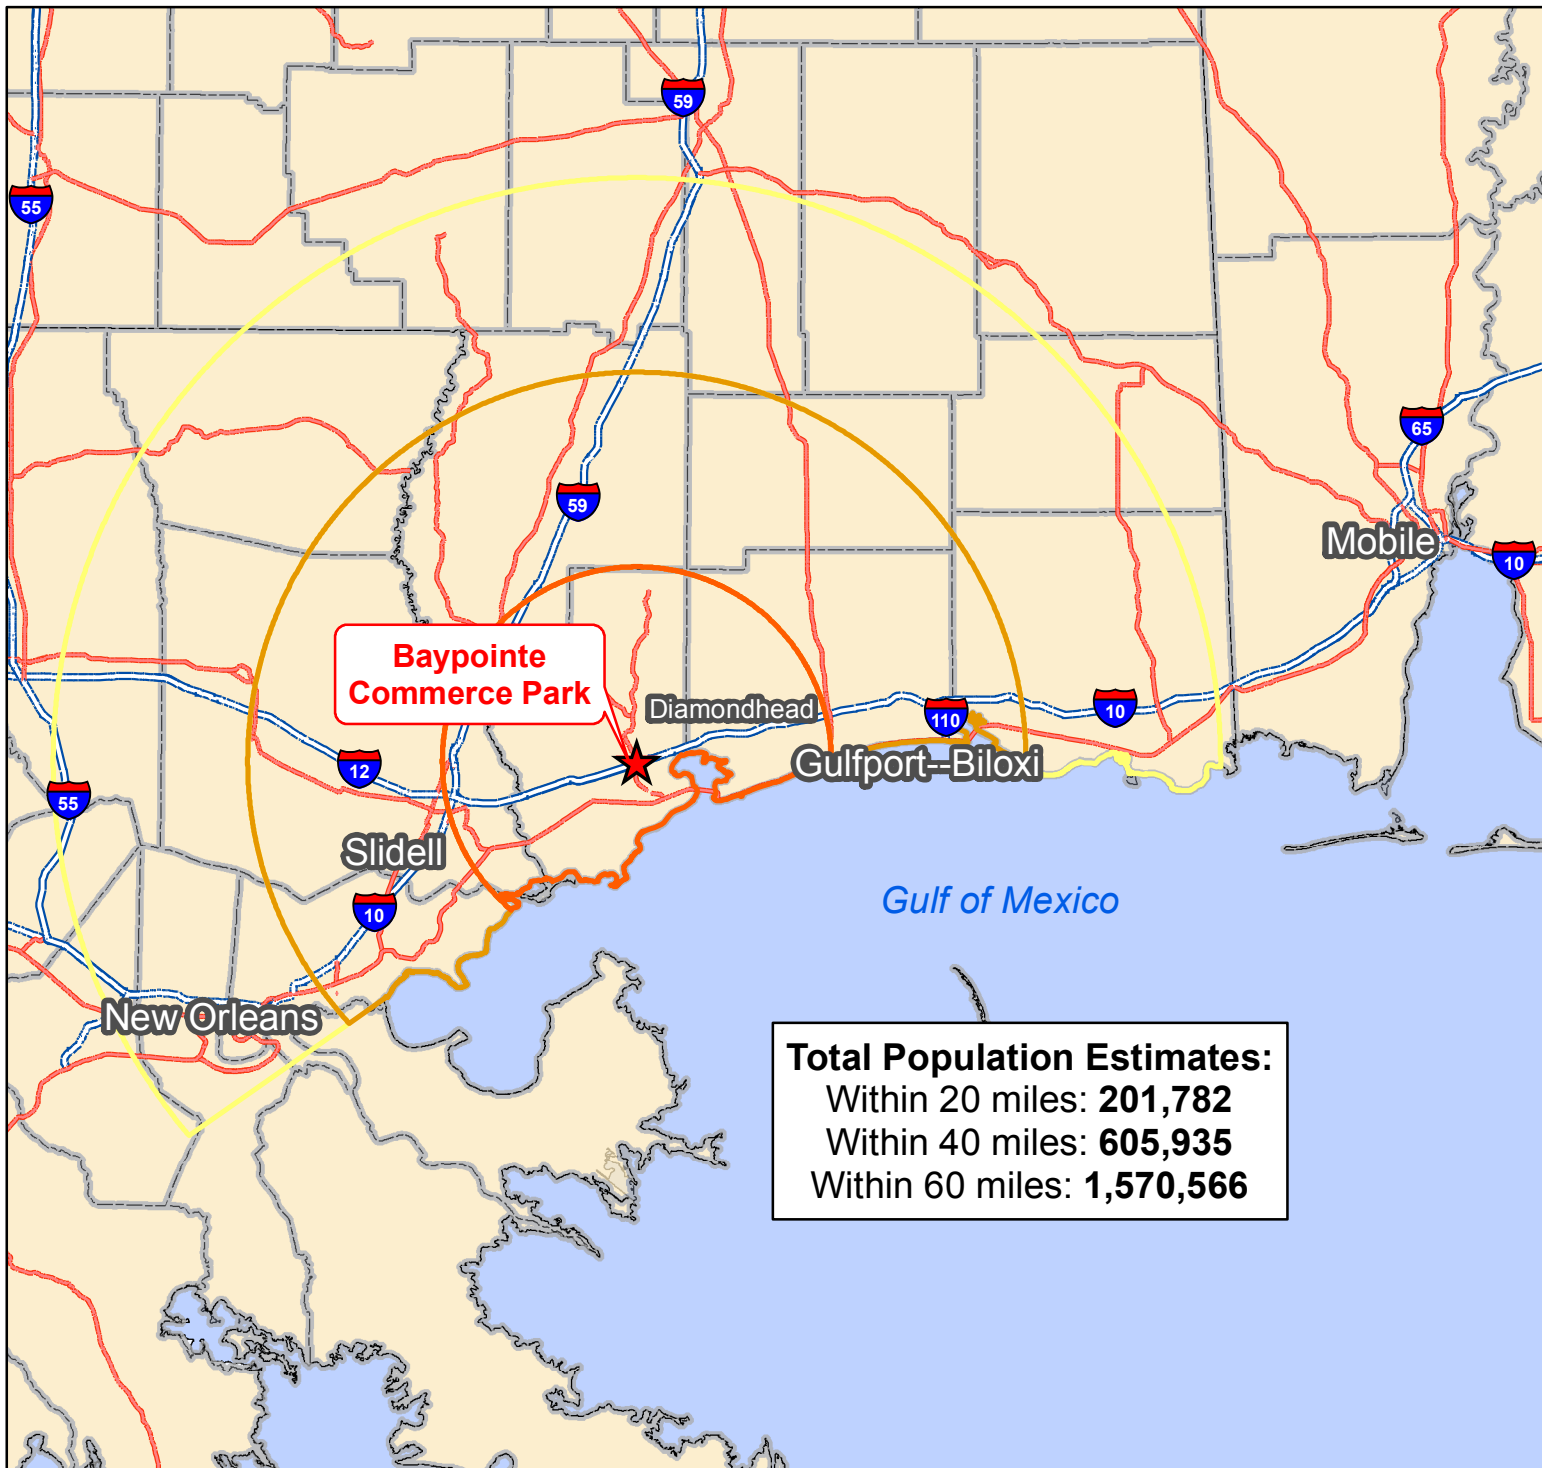 59
55
65
59
Mobile
10
Baypointe
Commerce Park
Diamondhead
110
10
Gulfport--Biloxi
12
55
Slidell
10
Gulf of Mexico
New Orleans
Total Population Estimates:
Within 20 miles: 201,782
Within 40 miles: 605,935
Within 60 miles: 1,570,566